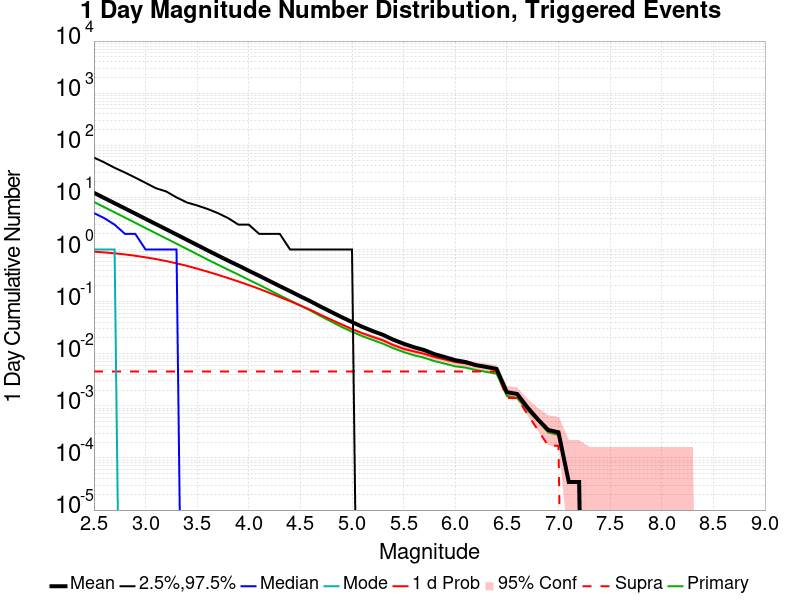 1 Day Magnitude Number Distribution, Triggered Events
1 Day Cumulative Number
10^4
10^3
10^2
10^1
10^0
10^-1
10^-2
10^-3
10^-4
10^-5
2.5 3.0 3.5 4.0 4.5 5.0 5.5 6.0 6.5 7.0 7.5 8.0 8.5 9.0
Magnitude
Mean 2.5%,97.5% Median Mode 1 d Prob 95% Conf Supra Primary